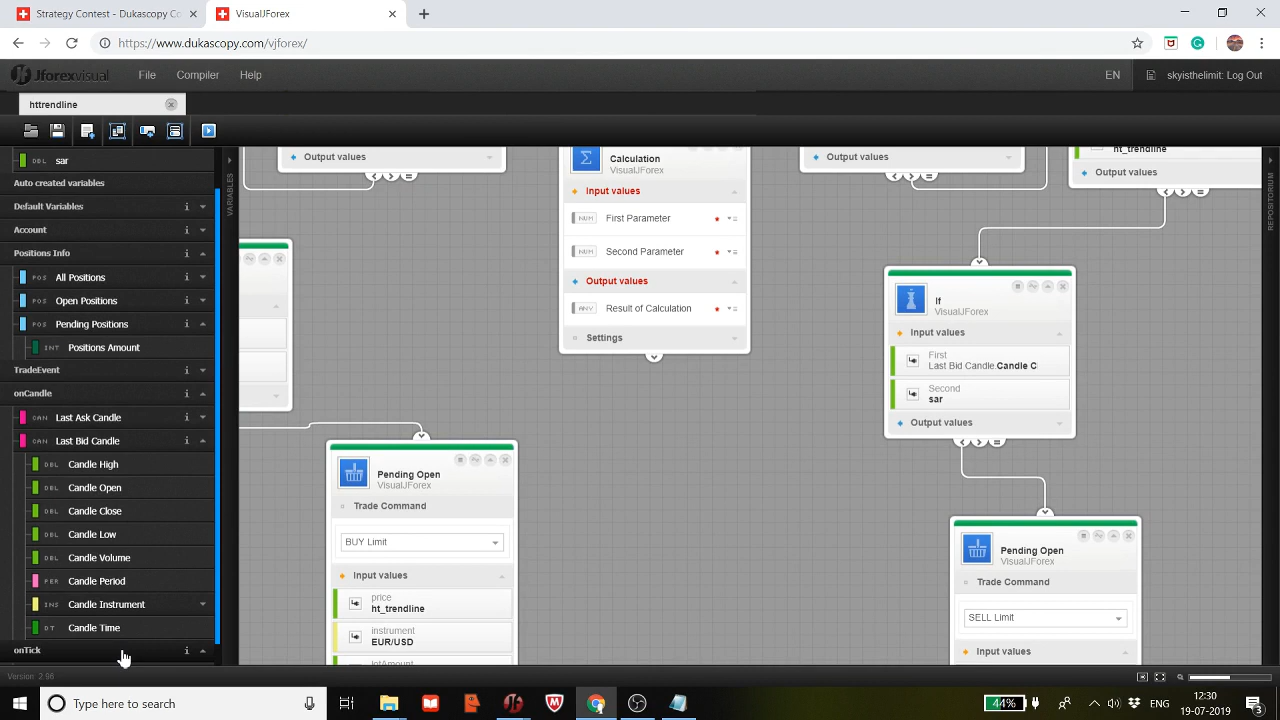 Strategy Contest - Dukascopy C
VisualJForex
https://www.dukascopy.com/vjforex/
Jforexvisual
File
Compiler
Help
EN
skyisthelimit: Log Out
httrendline
DBL sar
Auto created variables
Default Variables
Account
Positions Info
POS All Positions
POS Open Positions
POS Pending Positions
INT Positions Amount
TradeEvent
onCandle
CAN Last Ask Candle
CAN Last Bid Candle
DBL Candle High
DBL Candle Open
DBL Candle Close
DBL Candle Low
DBL Candle Volume
PER Candle Period
INS Candle Instrument
DT Candle Time
onTick
VARIABLES
Output values
Calculation
VisualJForex
Input values
NUM First Parameter
NUM Second Parameter
Output values
ANY Result of Calculation
Settings
Output values
ht_trendline
Output values
If
VisualJForex
Input values
First
Last Bid Candle.Candle C
Second
sar
Output values
Pending Open
VisualJForex
Trade Command
BUY Limit
Input values
price
ht_trendline
instrument
EUR/USD
lotAmount
Pending Open
VisualJForex
Trade Command
SELL Limit
Input values
REPOSITORIUM
Version 2.96
Type here to search
44%
ENG
12:30
19-07-2019
3